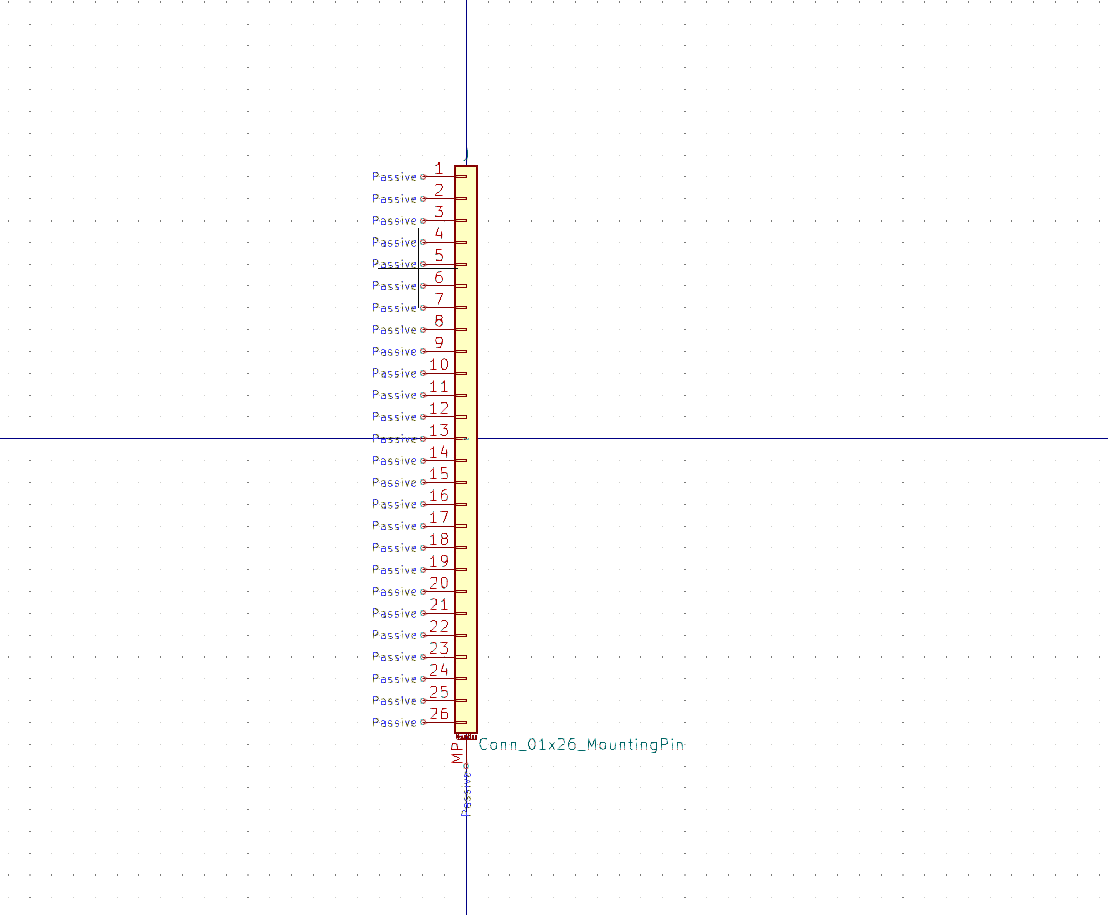 J
Passive 1
Passive 2
Passive 3
Passive 4
Passive 5
Passive 6
Passive 7
Passive 8
Passive 9
Passive 10
Passive 11
Passive 12
Passive 13
Passive 14
Passive 15
Passive 16
Passive 17
Passive 18
Passive 19
Passive 20
Passive 21
Passive 22
Passive 23
Passive 24
Passive 25
Passive 26
Conn_01x26_MountingPin
MP
Passive